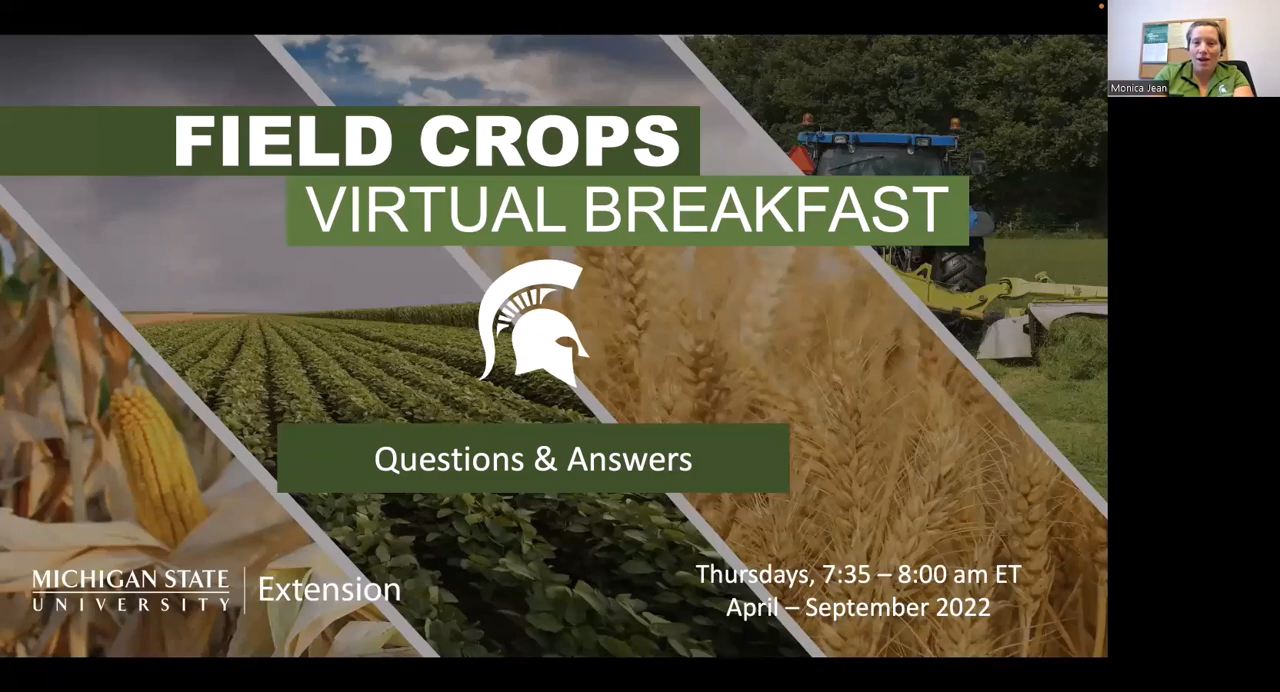 FIELD CROPS
VIRTUAL BREAKFAST
Questions & Answers
MICHIGAN STATE
UNIVERSITY
Extension
Thursdays, 7:35 – 8:00 am ET
April – September 2022
Monica Jean